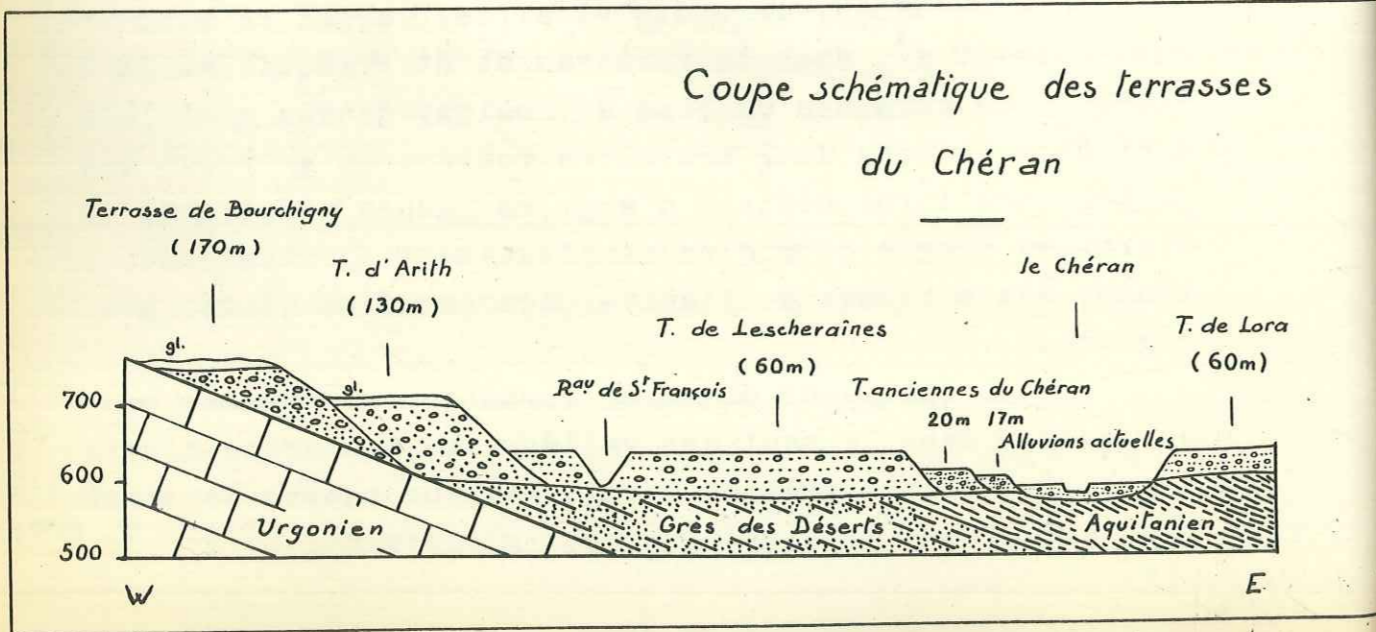 Coupe schématique des terrasses
du Chéran
Terrasse de Bourchigny
(170m)
T. d'Arith
(130m)
le Chéran
T. de Lescheraines
(60m)
T. de Lora
(60m)
Rau de St François
T. anciennes du Chéran
20m 17m
Alluvions actuelles
gl.
gl.
700
600
500
Urgonien
Grès des Déserts
Aquitanien
W
E